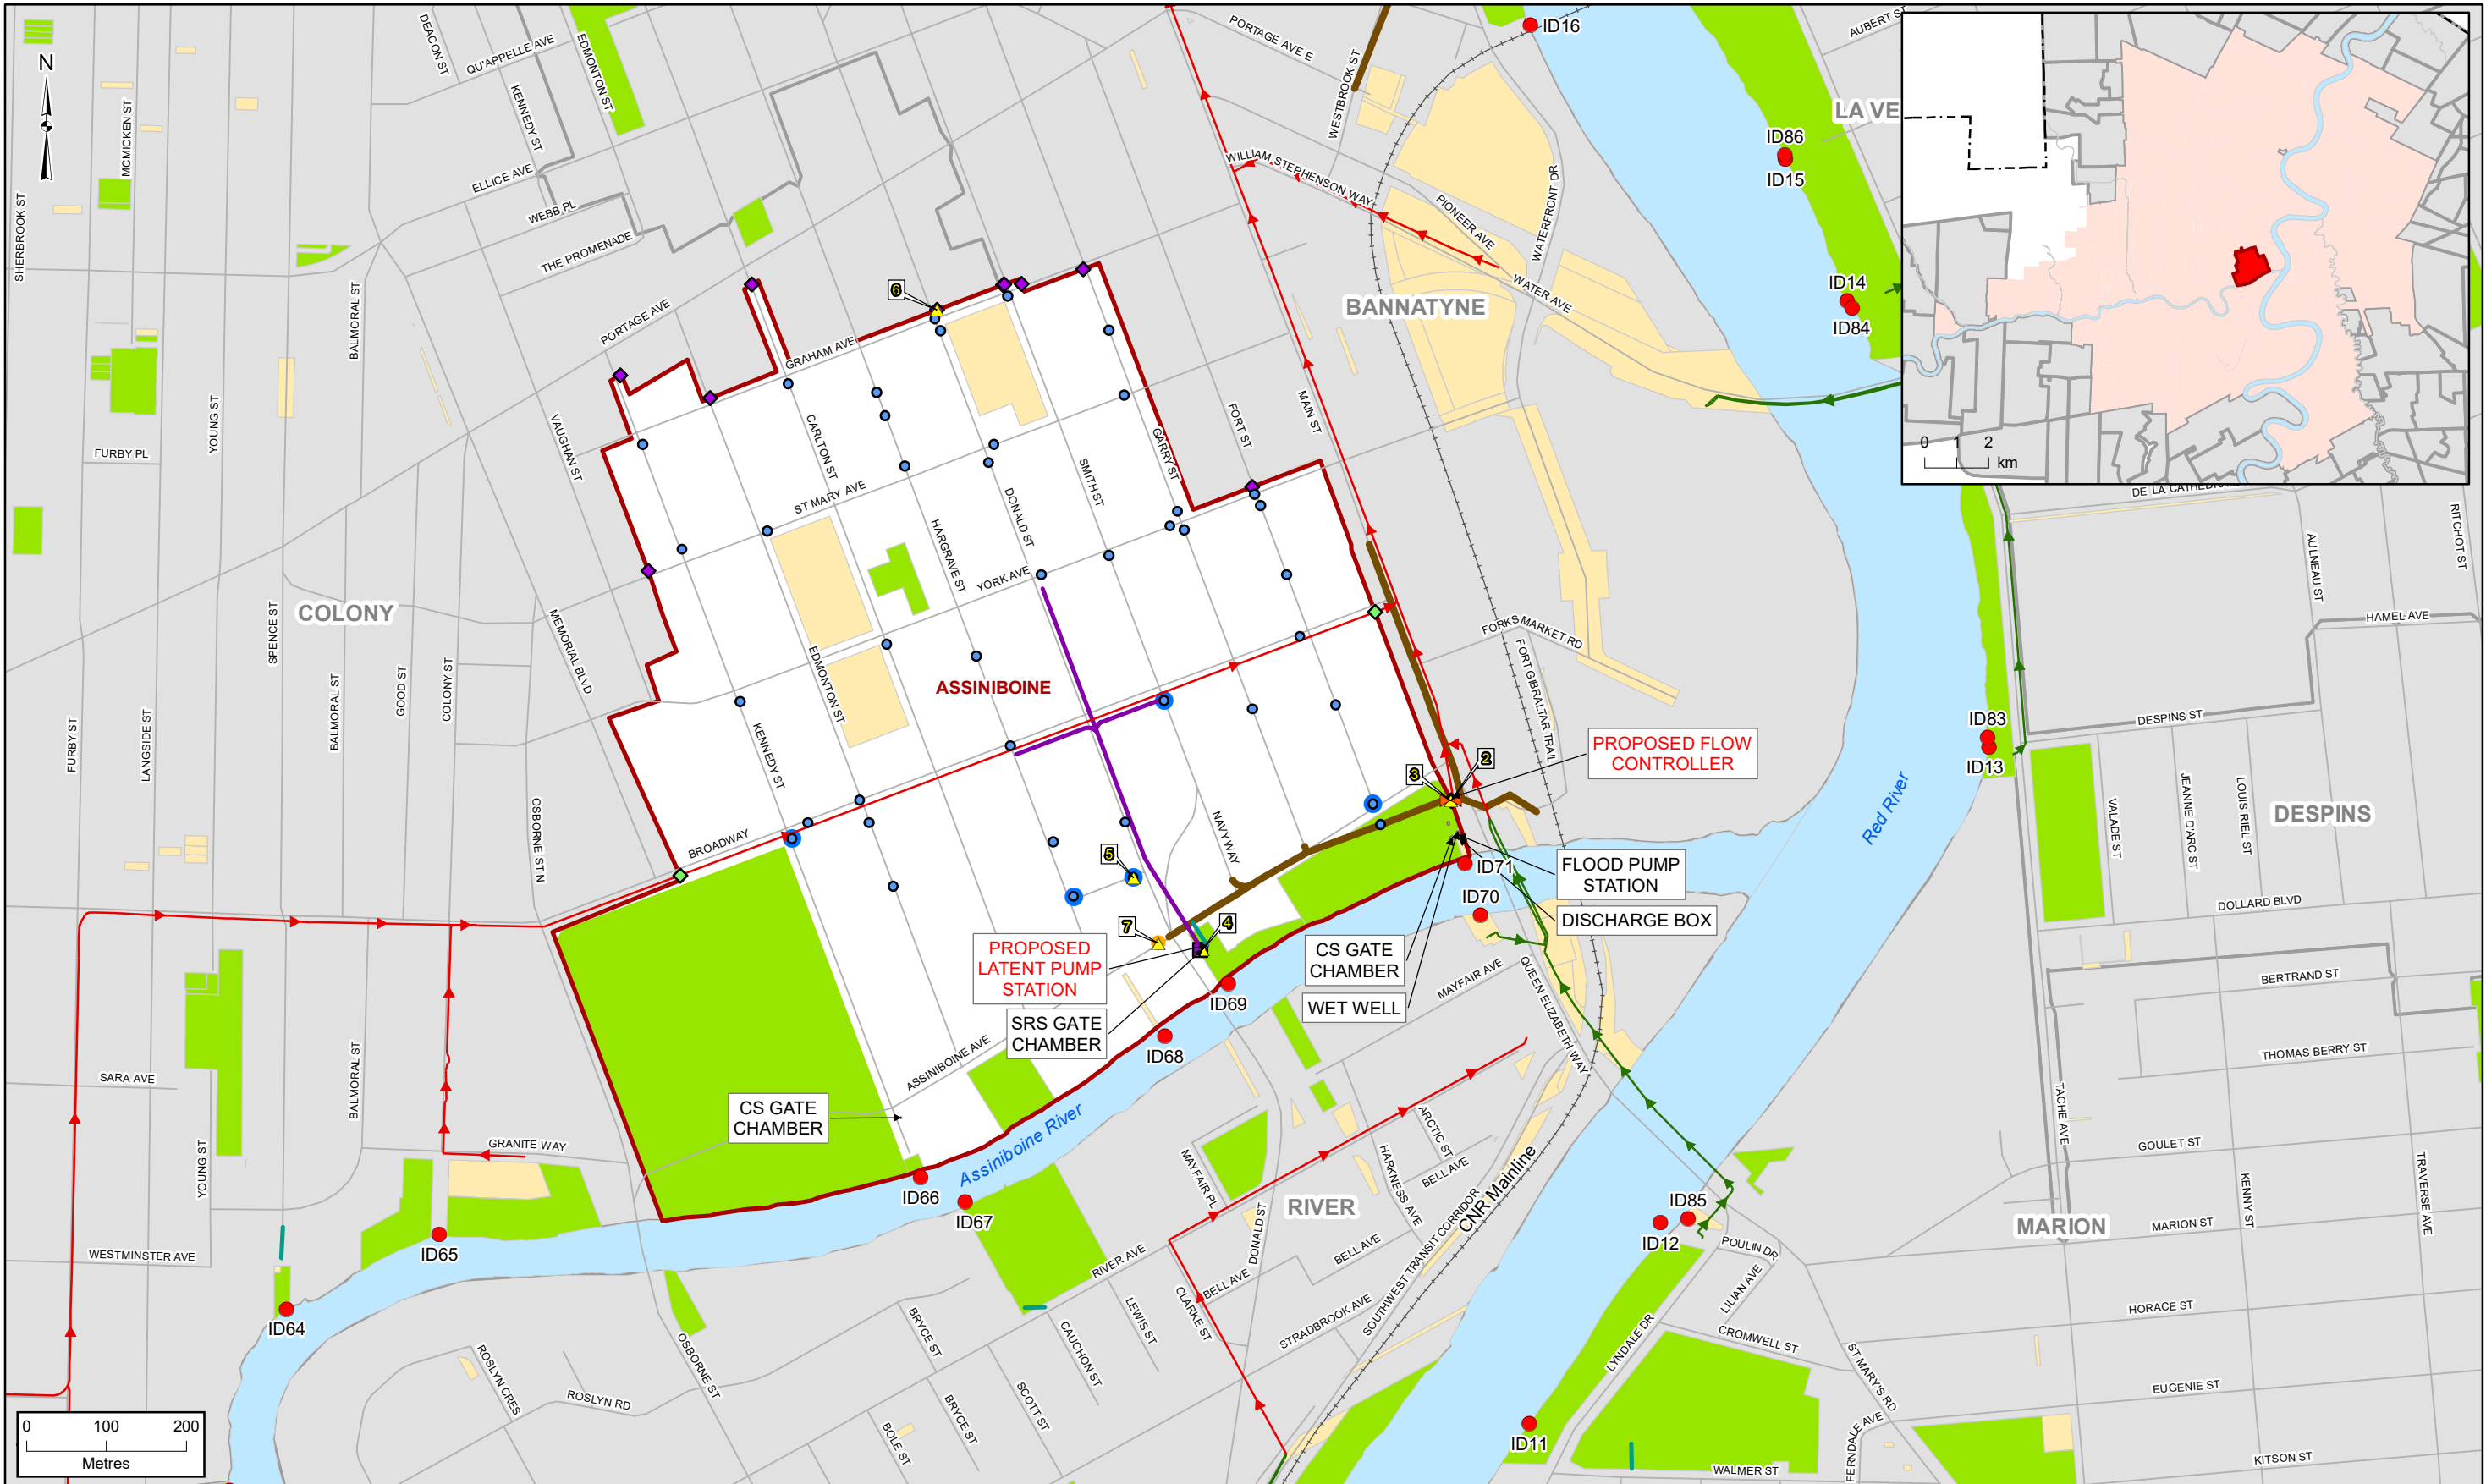 N
ID16
PORTAGE AVE E
AUBERT ST
DEACON ST
QU'APPELLE AVE
EDMONTON ST
KENNEDY ST
WESTBROOK ST
MCMICKEN ST
SHERBROOK ST
ELLICE AVE
WEBB PL
THE PROMENADE
LA VE
ID86
ID15
WILLIAM STEPHENSON WAY
PIONEER AVE
WATERFRONT DR
WATER AVE
BANNATYNE
ID14
ID84
0 1 2
km
BALMORAL ST
PORTAGE AVE
6
GRAHAM AVE
YOUNG ST
FURBY PL
VAUGHAN ST
CARLTON ST
ST MARY AVE
DONALD ST
SMITH ST
GARRY ST
FORT ST
MAIN ST
DE LA CATHEDRALE
RITCHOT ST
AULNEAU ST
HAMEL AVE
HARGRAVE ST
YORK AVE
COLONY
SPENCE ST
MEMORIAL BLVD
FORKS MARKET RD
FORT GIBRALTAR TRAIL
EDMONTON ST
ASSINIBOINE
BALMORAL ST
GOOD ST
COLONY ST
FURBY ST
LANGSIDE ST
KENNEDY ST
PROPOSED FLOW
CONTROLLER
2
3
ID83
ID13
DESPINS ST
DESPINS
VALADE ST
JEANNE D'ARC ST
LOUIS RIEL ST
Red River
OSBORNE ST N
BROADWAY
NAVY WAY
5
FLOOD PUMP
STATION
ID71
ID70
DISCHARGE BOX
DOLLARD BLVD
7
4
PROPOSED
LATENT PUMP
STATION
CS GATE
CHAMBER
WET WELL
MAYFAIR AVE
QUEEN ELIZABETH WAY
BERTRAND ST
ID69
SRS GATE
CHAMBER
ID68
ASSINIBOINE AVE
THOMAS BERRY ST
SARA AVE
BALMORAL ST
CS GATE
CHAMBER
ARCTIC ST
TACHE AVE
GOULET ST
GRANITE WAY
YOUNG ST
Assiniboine River
MAYFAIR PL
HARKNESS AVE
BELL AVE
CNR Mainline
KENNY ST
TRAVERSE AVE
ID66
ID67
RIVER
DONALD ST
SOUTHWEST TRANSIT CORRIDOR
ID85
ID12
MARION ST
MARION
WESTMINSTER AVE
ID65
RIVER AVE
BELL AVE
BELL AVE
POULIN DR
LILIAN AVE
ID64
CLARKE ST
STRADBROOK AVE
HORACE ST
OSBORNE ST
BRYCE ST
CAUCHON ST
LEWIS ST
LYNDALE DR
CROMWELL ST
ST MARY'S RD
ROSLYN CRES
ROSLYN RD
BRYCE ST
SCOTT ST
EUGENIE ST
0 100 200
Metres
BOLE ST
ID11
FERNDALE AVE
WALMER ST
KITSON ST